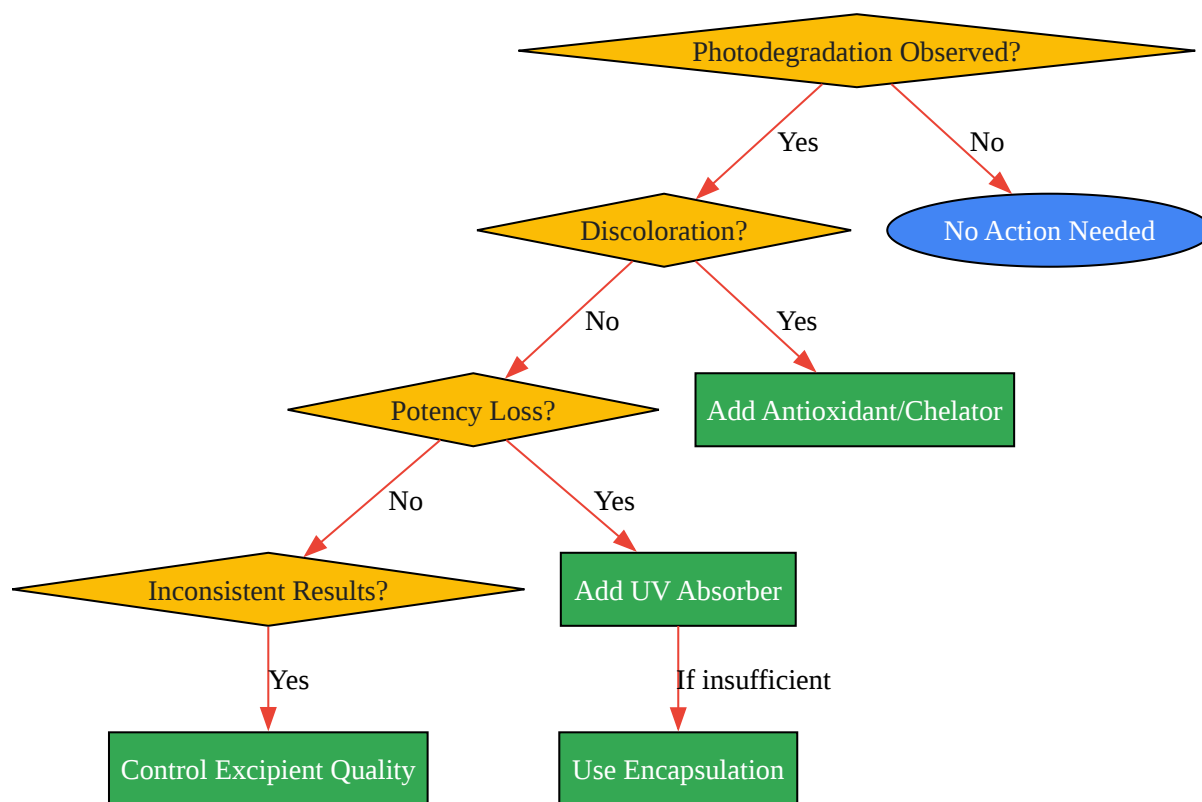 Photodegradation Observed?
Yes
No
Discoloration?
No Action Needed
No
Yes
Potency Loss?
Add Antioxidant/Chelator
No
Yes
Inconsistent Results?
Add UV Absorber
Yes
If insufficient
Control Excipient Quality
Use Encapsulation